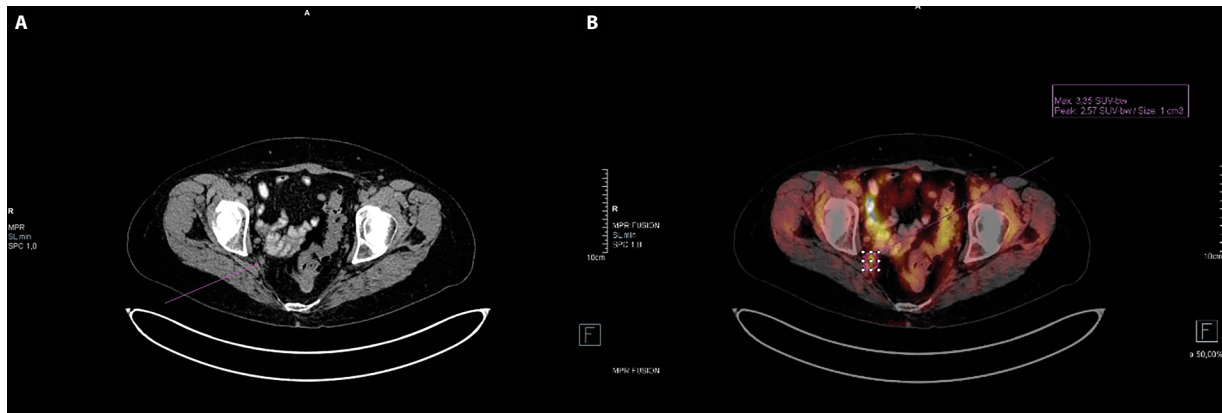 A
A
R
MPR
SL min
SPC 1,0
10cm
F
B
A
Max: 3,35 SUV-bw
Peak: 2,57 SUV-bw / Size: 1 cm3
R
MPR FUSION
SL min
SPC 1,0
10cm
F
a 50,00%
MPR FUSION